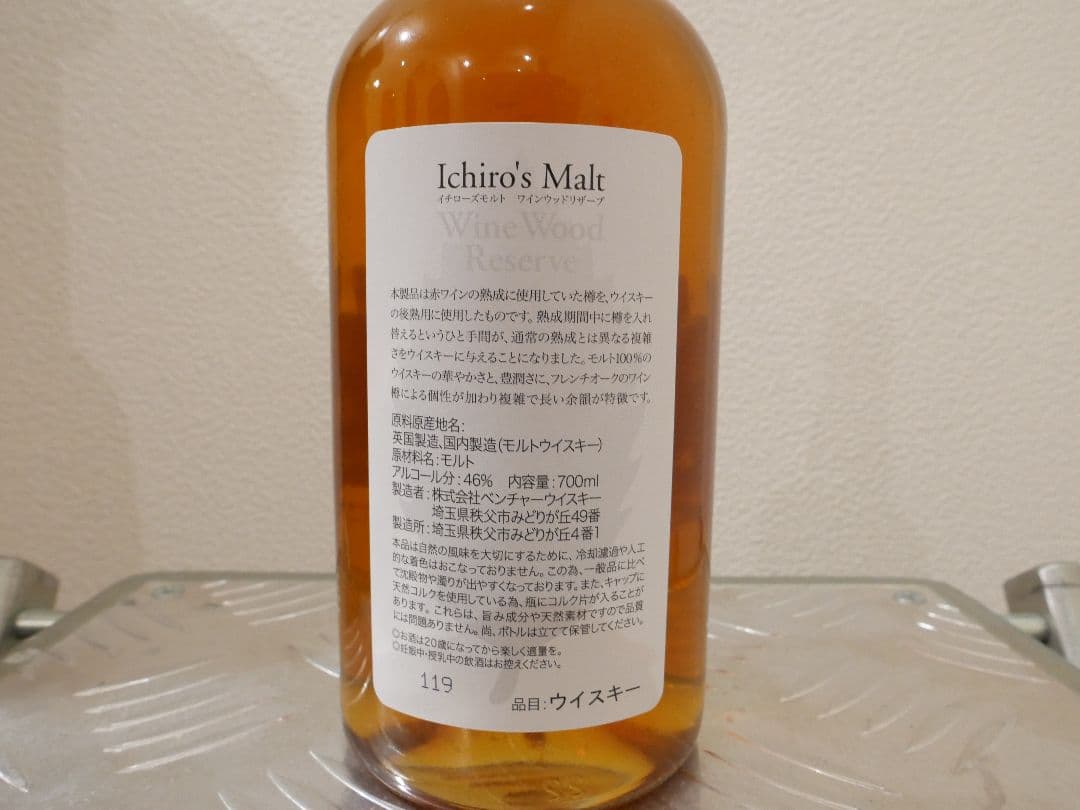 Ichiro's Malt
イチローズモルト ワインウッドリザーブ
Wine Wood
Reserve
本製品は赤ワインの熟成に使用していた樽を、ウイスキー
の後熟用に使用したものです。熟成期間中に樽を入れ
替えるというひと手間が、通常の熟成とは異なる複雑
さをウイスキーに与えることになりました。モルト100%の
ウイスキーの華やかさと、豊潤さに、フレンチオークのワイン
樽による個性が加わり複雑で長い余韻が特徴です。
原料原産地名:
英国製造、国内製造(モルトウイスキー)
原材料名:モルト
アルコール分:46% 内容量:700ml
製造者:株式会社ベンチャーウイスキー
埼玉県秩父市みどりが丘49番
製造所:埼玉県秩父市みどりが丘4番1
本品は自然の風味を大切にするために、冷却濾過や人工
的な着色はおこなっておりません。この為、一般品に比べ
て沈殿物や濁りが出やすくなっております。また、キャップに
天然コルクを使用している為、瓶にコルク片が入ることが
あります。これらは、旨み成分や天然素材ですので品質
には問題ありません。尚、ボトルは立てて保管してください。
◎お酒は20歳になってから楽しく適量を。
◎妊娠中・授乳中の飲酒はお控えください。
119
品目:ウイスキー